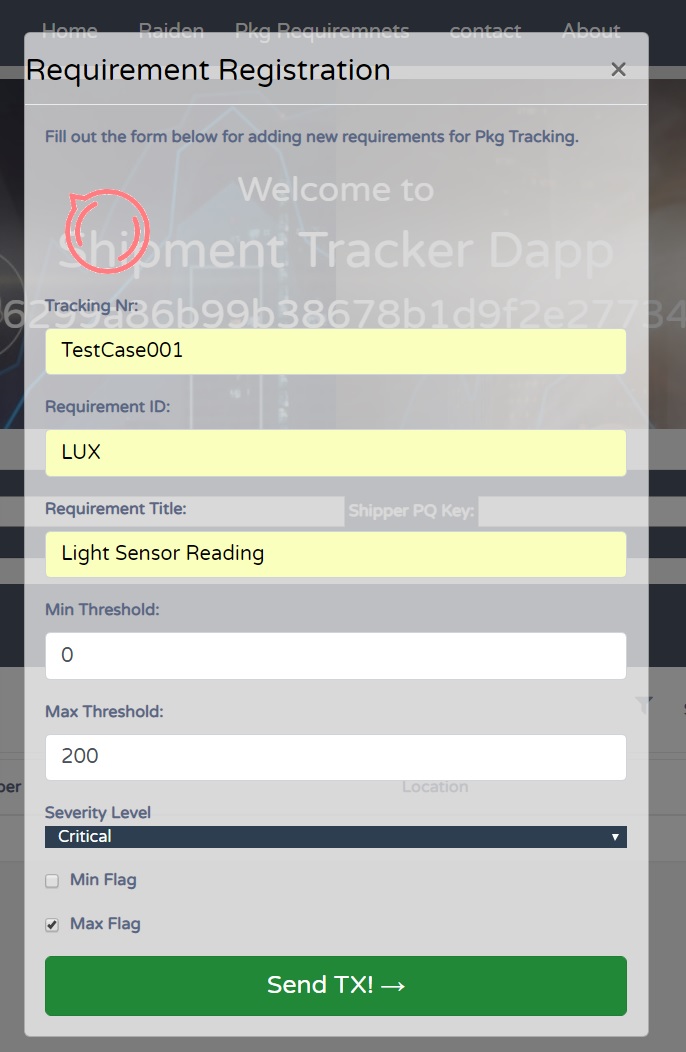 Home Raiden Pkg Requiremnets contact About
Requirement Registration ×
Fill out the form below for adding new requirements for Pkg Tracking.
Welcome to
Shipment Tracker Dapp
6299a86b99b38678b1d9f2e27734
Tracking Nr:
TestCase001
Requirement ID:
LUX
Requirement Title: Shipper PQ Key:
Light Sensor Reading
Min Threshold:
0
Max Threshold:
200
Location
Severity Level
Critical
Min Flag
Max Flag
Send TX! →